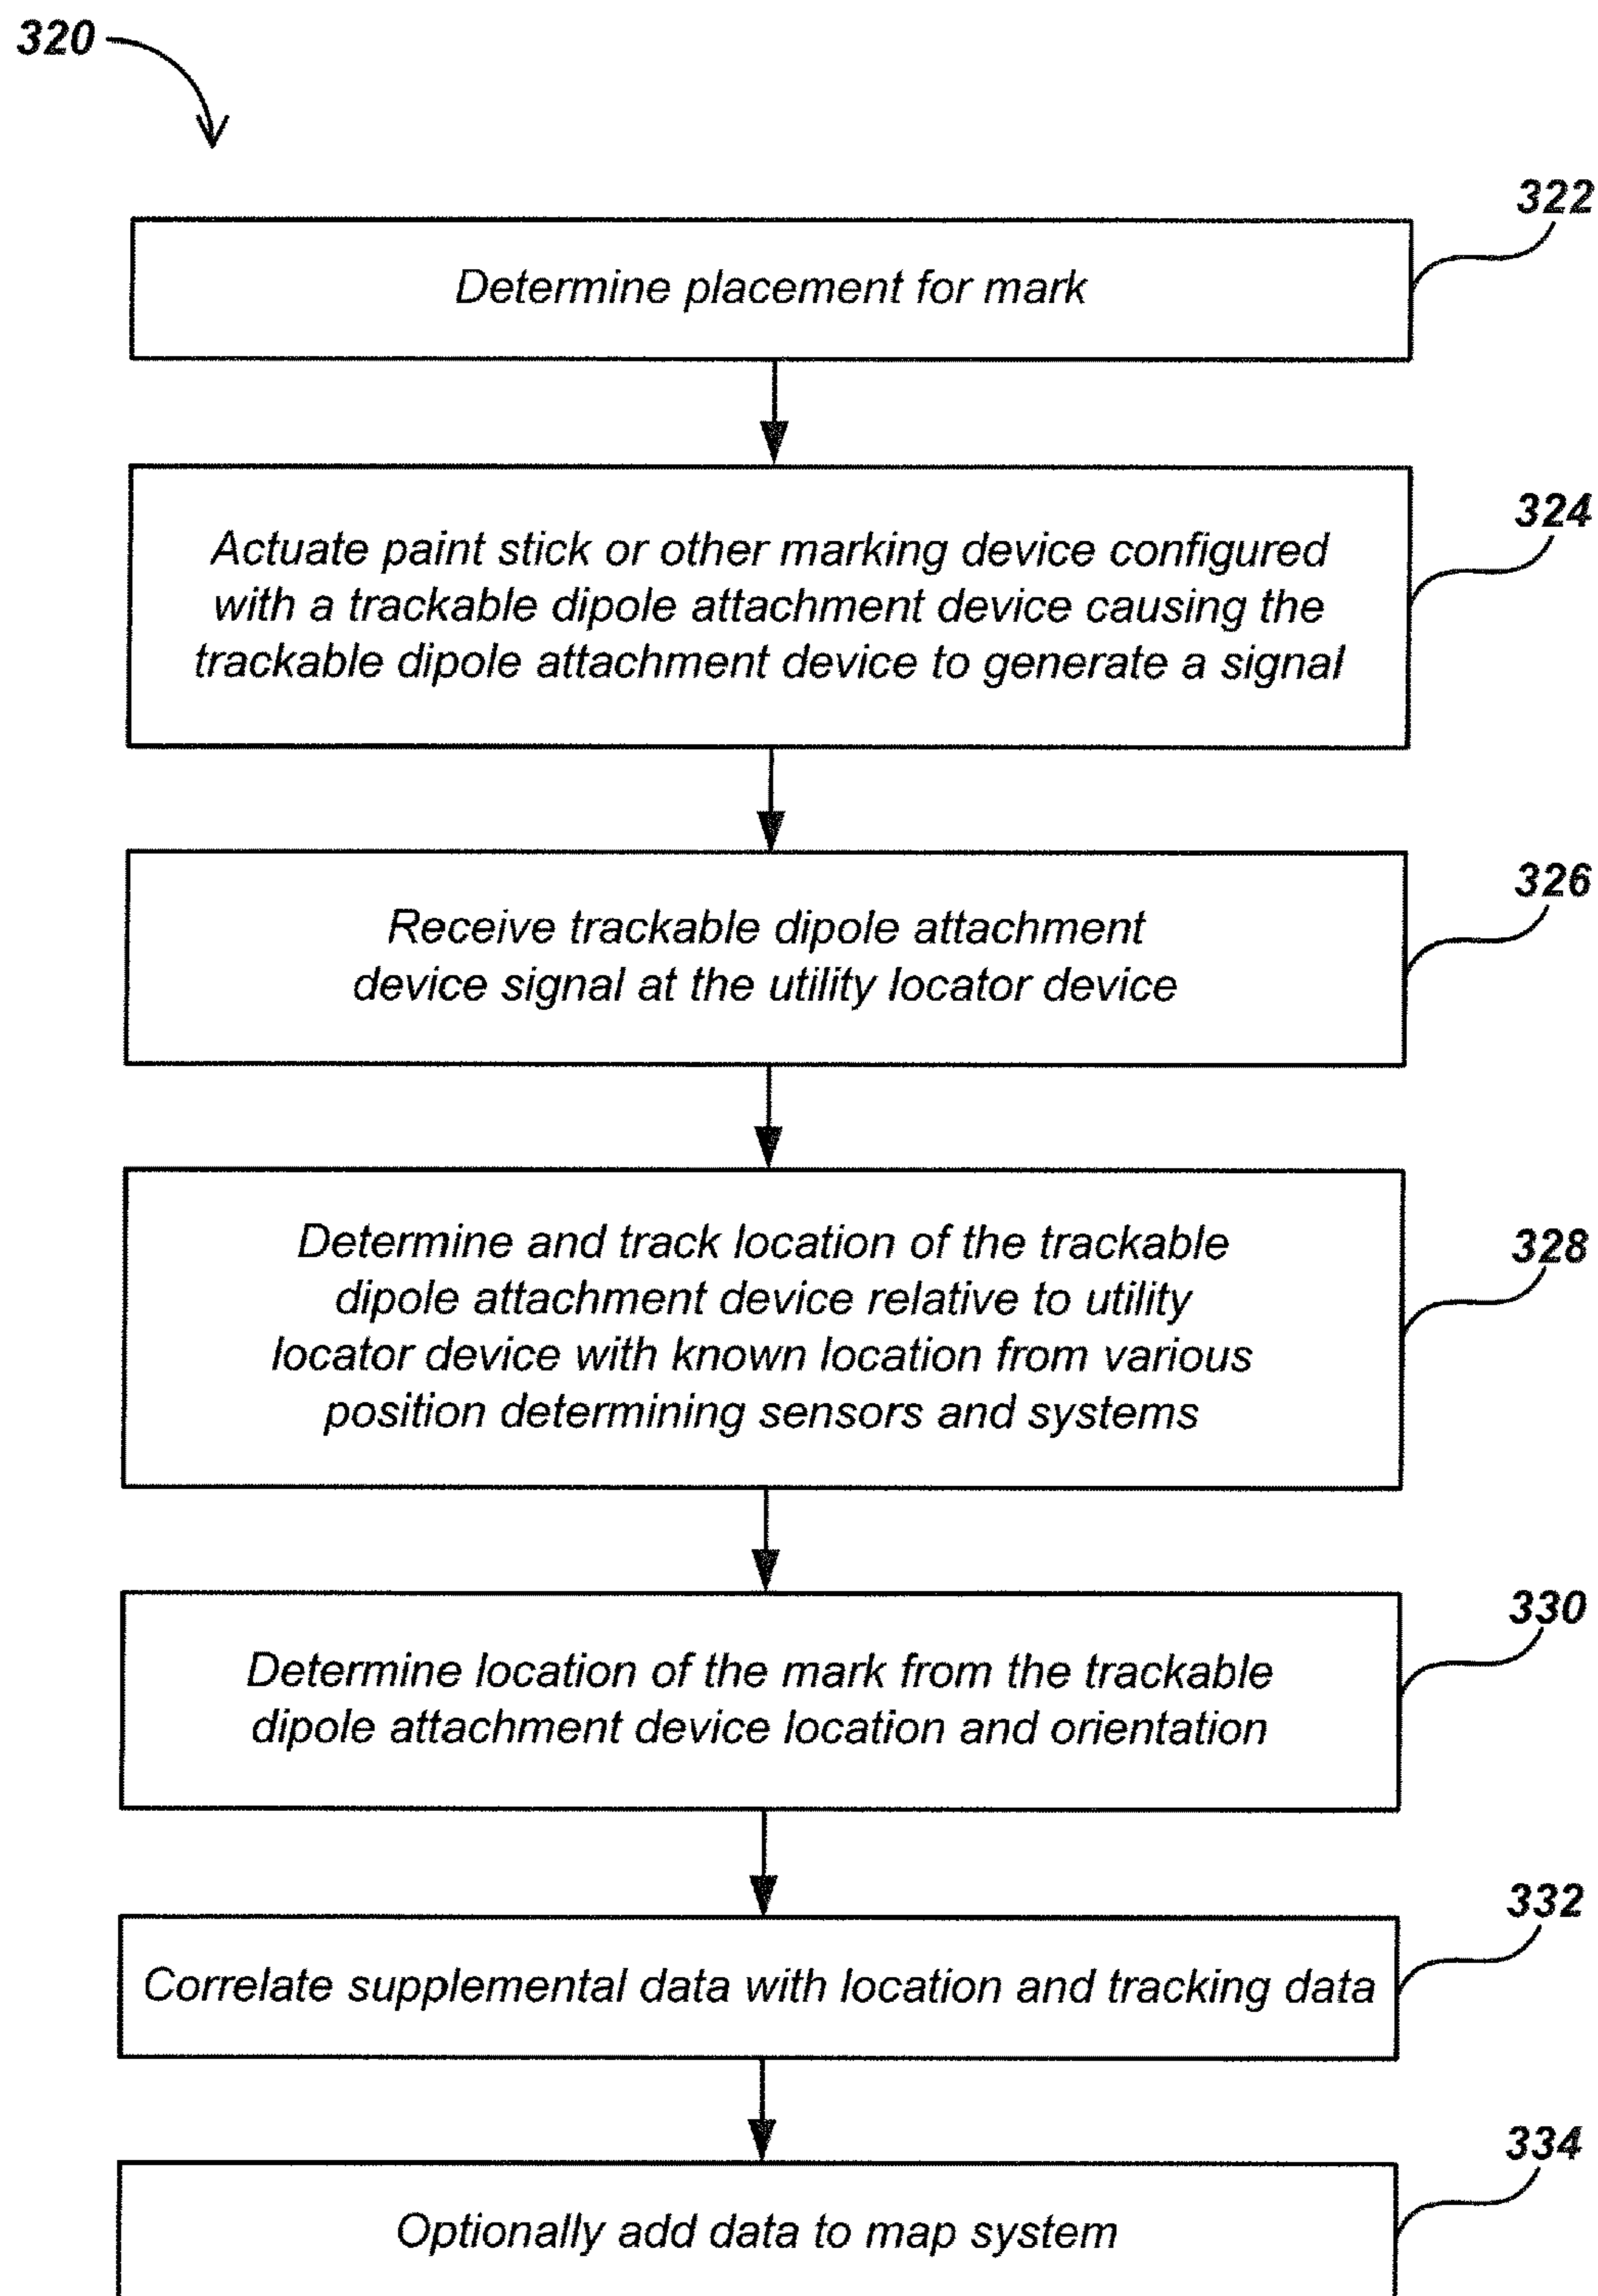 320
322
Determine placement for mark
324
Actuate paint stick or other marking device configured
with a trackable dipole attachment device causing the
trackable dipole attachment device to generate a signal
326
Receive trackable dipole attachment
device signal at the utility locator device
328
Determine and track location of the trackable
dipole attachment device relative to utility
locator device with known location from various
position determining sensors and systems
330
Determine location of the mark from the trackable
dipole attachment device location and orientation
332
Correlate supplemental data with location and tracking data
334
Optionally add data to map system